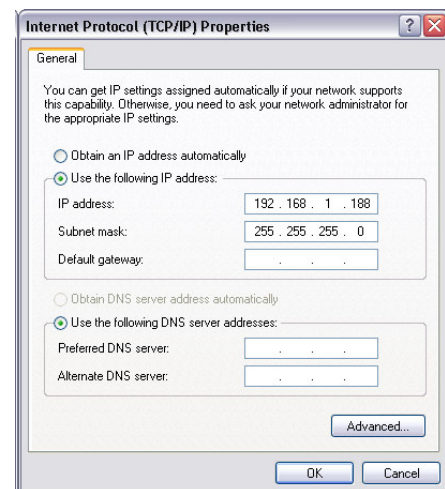 Internet Protocol (TCP/IP) Properties
General
You can get IP settings assigned automatically if your network supports
this capability. Otherwise, you need to ask your network administrator for
the appropriate IP settings.
Obtain an IP address automatically
Use the following IP address:
IP address: 192 . 168 . 1 . 188
Subnet mask: 255 . 255 . 255 . 0
Default gateway: . . .
Obtain DNS server address automatically
Use the following DNS server addresses:
Preferred DNS server: . . .
Alternate DNS server: . . .
Advanced...
OK Cancel